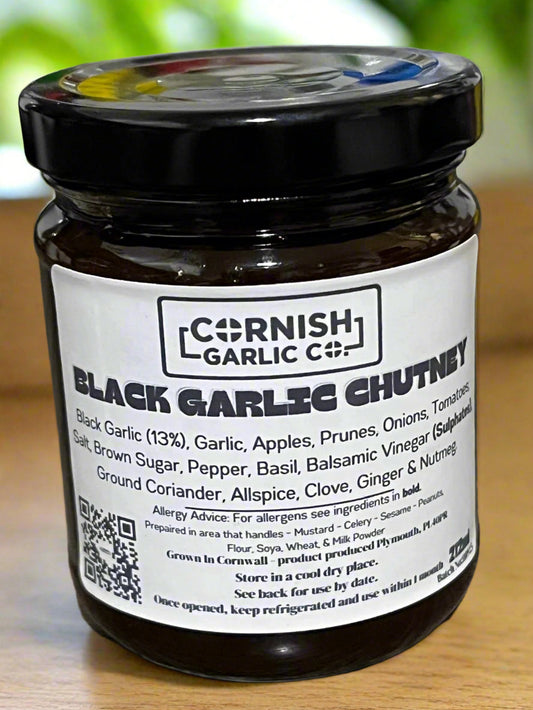 CORNISH
GARLIC CO.
BLACK GARLIC CHUTNEY
Black Garlic (13%), Garlic, Apples, Prunes, Onions, Tomatoes,
Salt, Brown Sugar, Pepper, Basil, Balsamic Vinegar (Sulphates),
Ground Coriander, Allspice, Clove, Ginger & Nutmeg.
Allergy Advice: For allergens see ingredients in bold.
Prepaired in area that handles - Mustard - Celery - Sesame - Peanuts,
Flour, Soya, Wheat, & Milk Powder
Grown In Cornwall - product produced Plymouth, PL40PR
Store in a cool dry place.
See back for use by date.
Once opened, keep refrigerated and use within 1 month
212ml
Batch